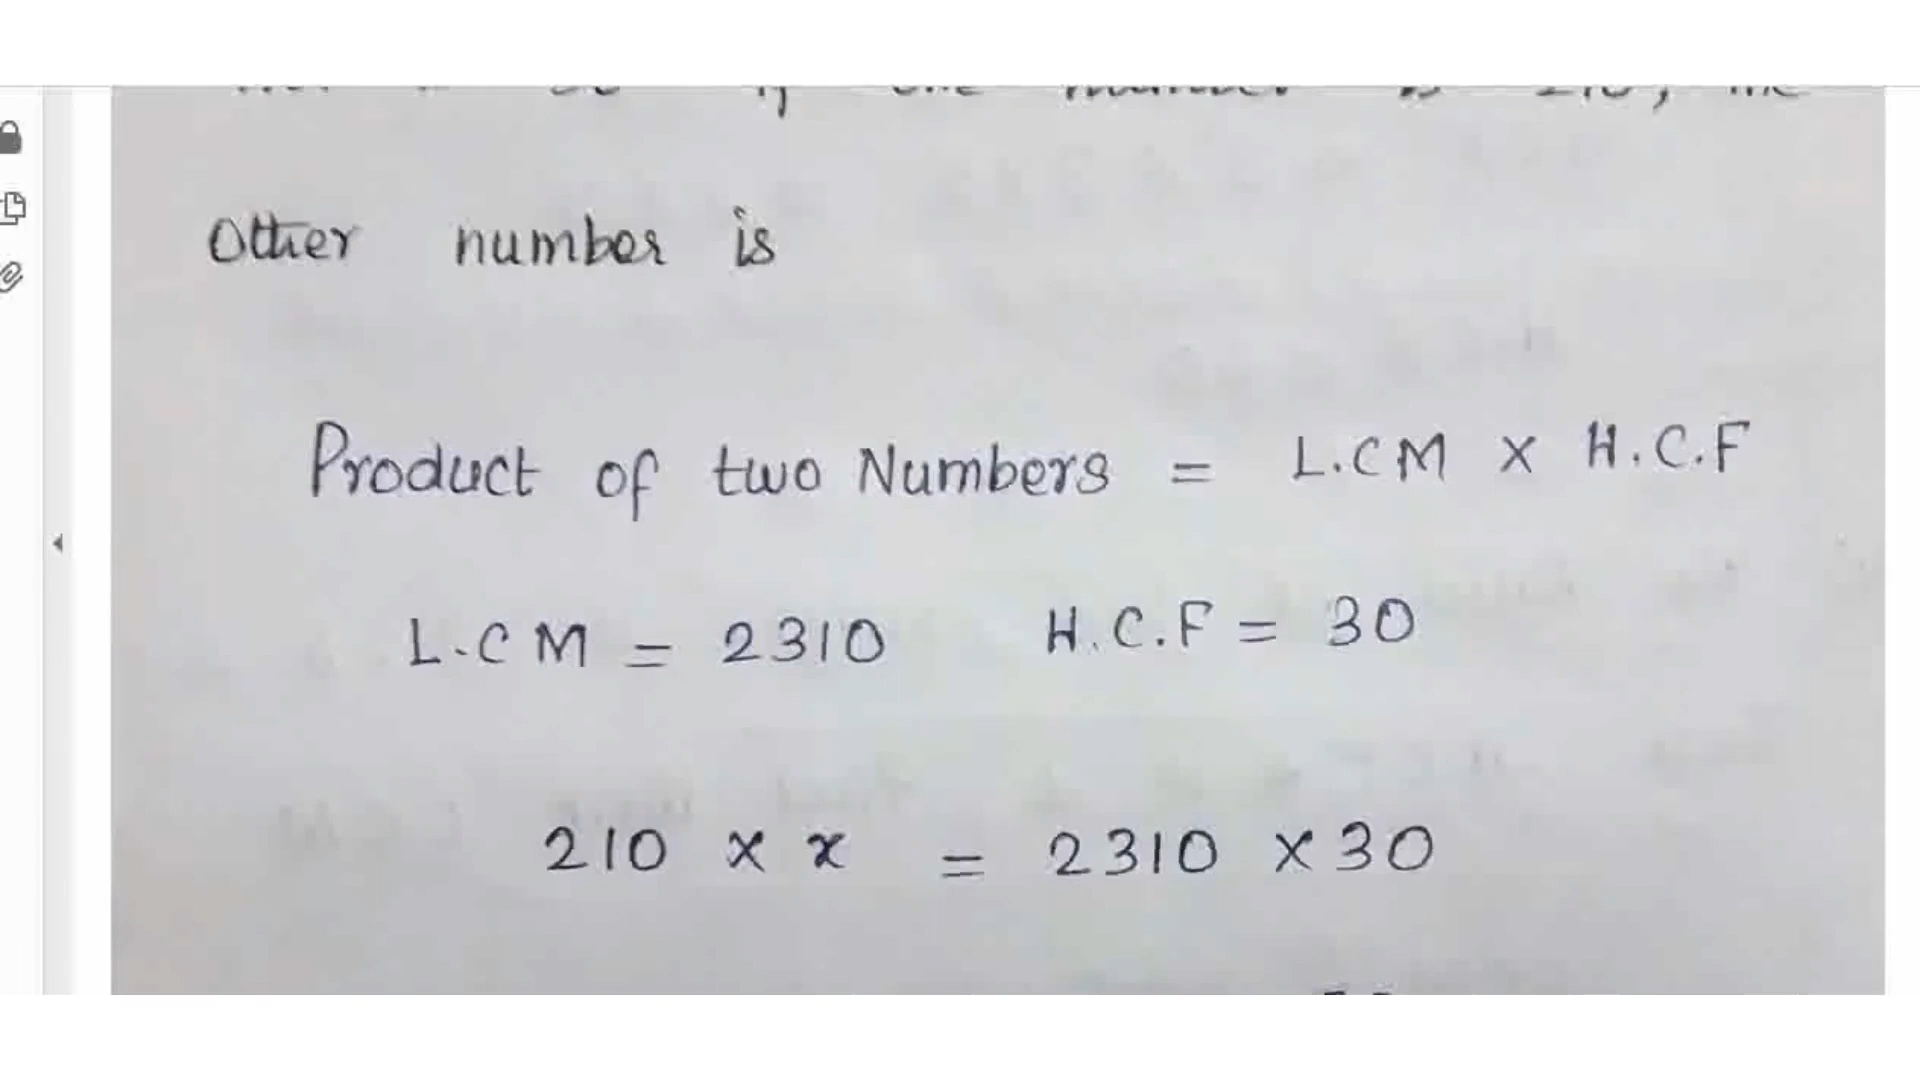 Other number is
Product of two Numbers = L.CM x H.C.F
L.CM = 2310 H.C.F = 30
210 x x = 2310 x 30